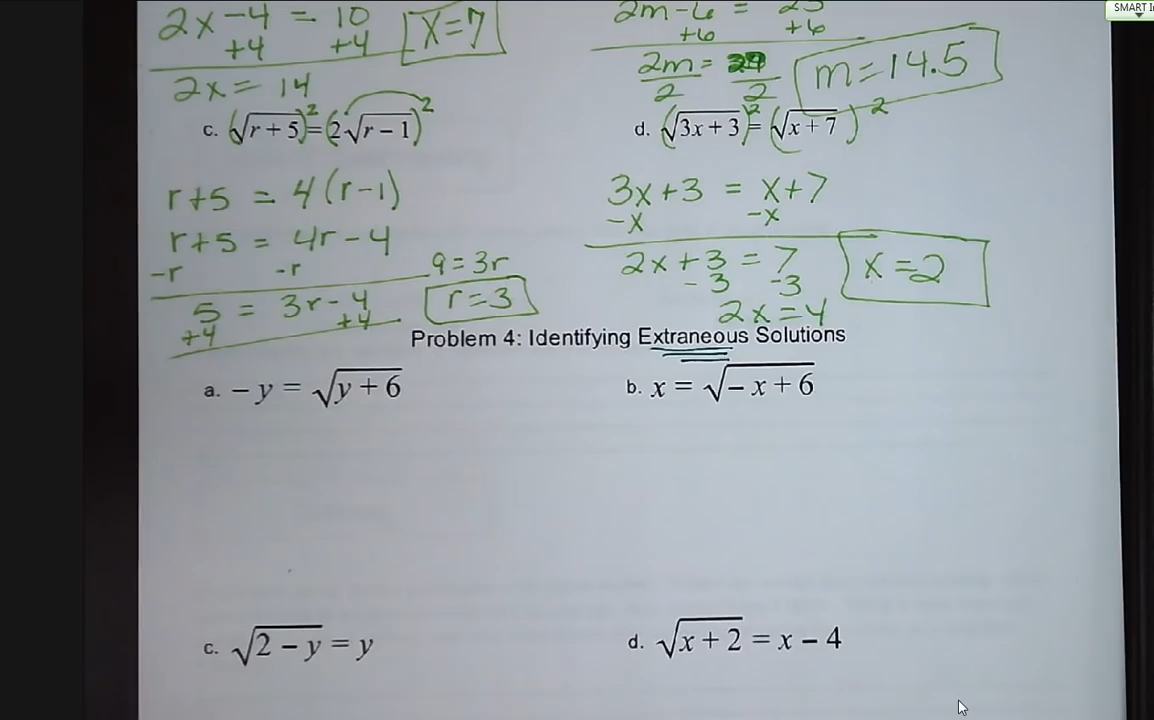 SMART
2x -4 = 10
+4 +4
x=7
2x = 14
2m-6 =
+6 +6
2m = 29
2 2
m=14.5
c. (√r + 5)² = (2√r − 1)²
r+5 = 4(r-1)
r+5 = 4r-4
-r -r
5 = 3r-4
+4 +4
9=3r
r=3
d. (√3x + 3)² = (√x + 7)²
3x+3 = x+7
-x -x
2x+3 = 7
-3 -3
2x=4
x=2
Problem 4: Identifying Extraneous Solutions
a. − y = √y + 6
b. x = √− x + 6
c. √2 − y = y
d. √x + 2 = x − 4